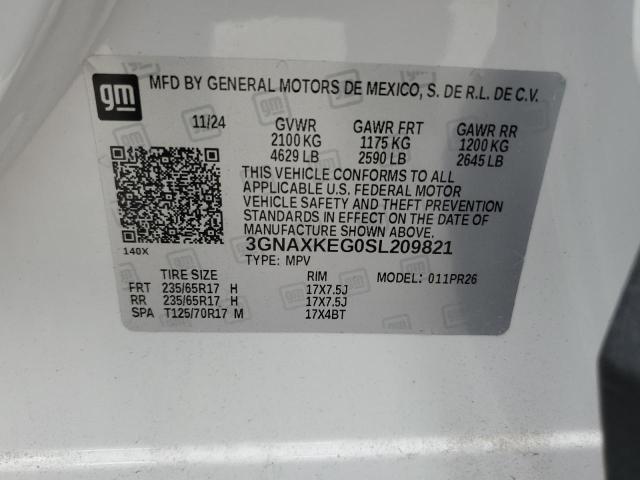 gm
MFD BY GENERAL MOTORS DE MEXICO, S. DE R.L. DE C.V.
11/24 GVWR GAWR FRT GAWR RR
2100 KG 1175 KG 1200 KG
4629 LB 2590 LB 2645 LB
THIS VEHICLE CONFORMS TO ALL
APPLICABLE U.S. FEDERAL MOTOR
VEHICLE SAFETY AND THEFT PREVENTION
STANDARDS IN EFFECT ON THE DATE OF
MANUFACTURE SHOWN ABOVE.
3GNAXKEG0SL209821
140X TYPE: MPV
TIRE SIZE RIM MODEL: 011PR26
FRT 235/65R17 H 17X7.5J
RR 235/65R17 H 17X7.5J
SPA T125/70R17 M 17X4BT